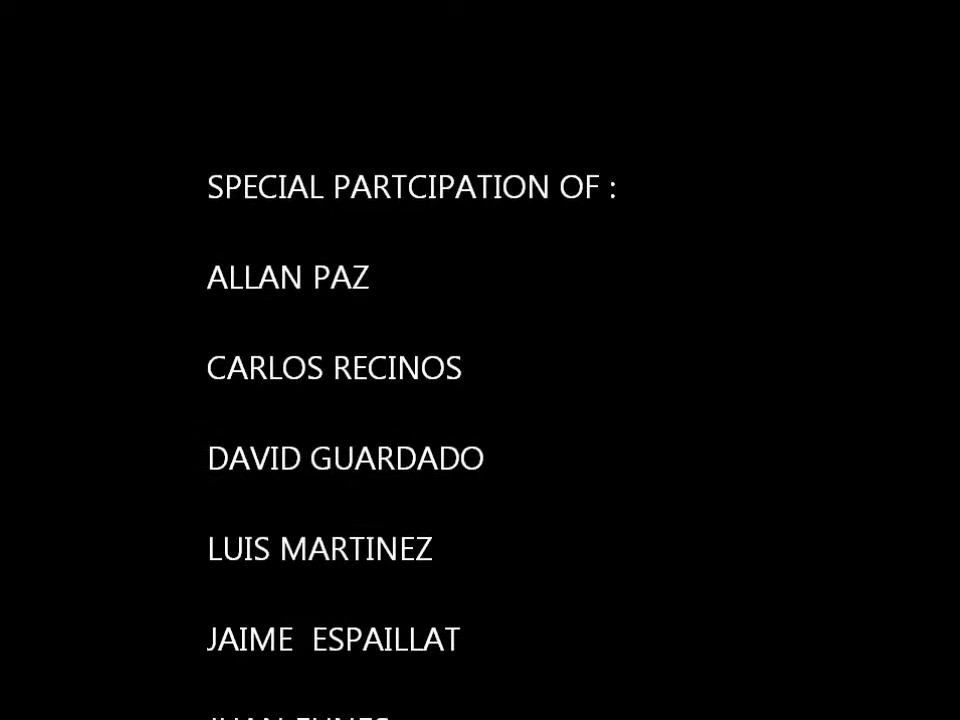 SPECIAL PARTCIPATION OF :
ALLAN PAZ
CARLOS RECINOS
DAVID GUARDADO
LUIS MARTINEZ
JAIME  ESPAILLAT